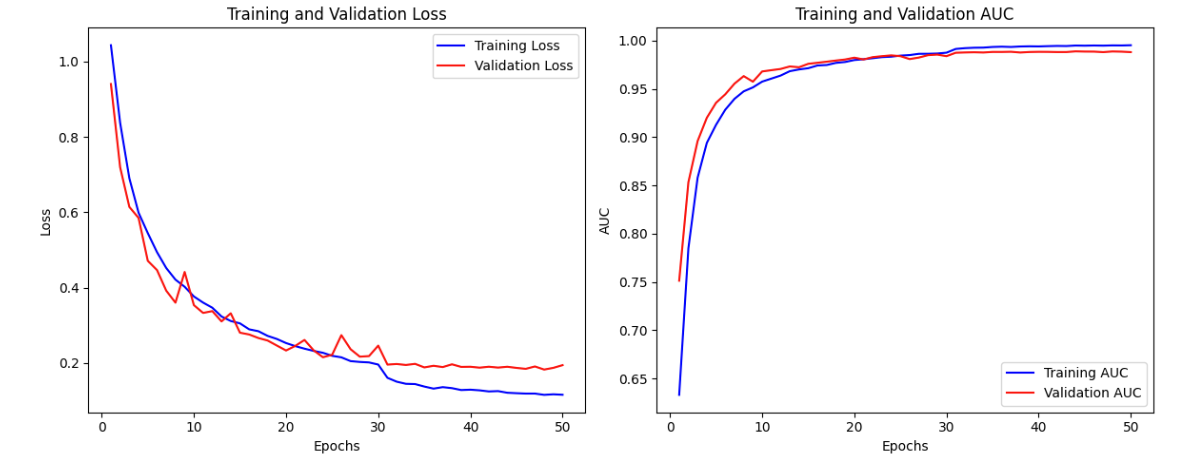 Training and Validation Loss
1.0
0.8
0.6
0.4
0.2
Loss
Training Loss
Validation Loss
0
10
20
30
40
50
Epochs
Training and Validation AUC
1.00
0.95
0.90
0.85
0.80
0.75
0.70
0.65
AUC
Training AUC
Validation AUC
0
10
20
30
40
50
Epochs